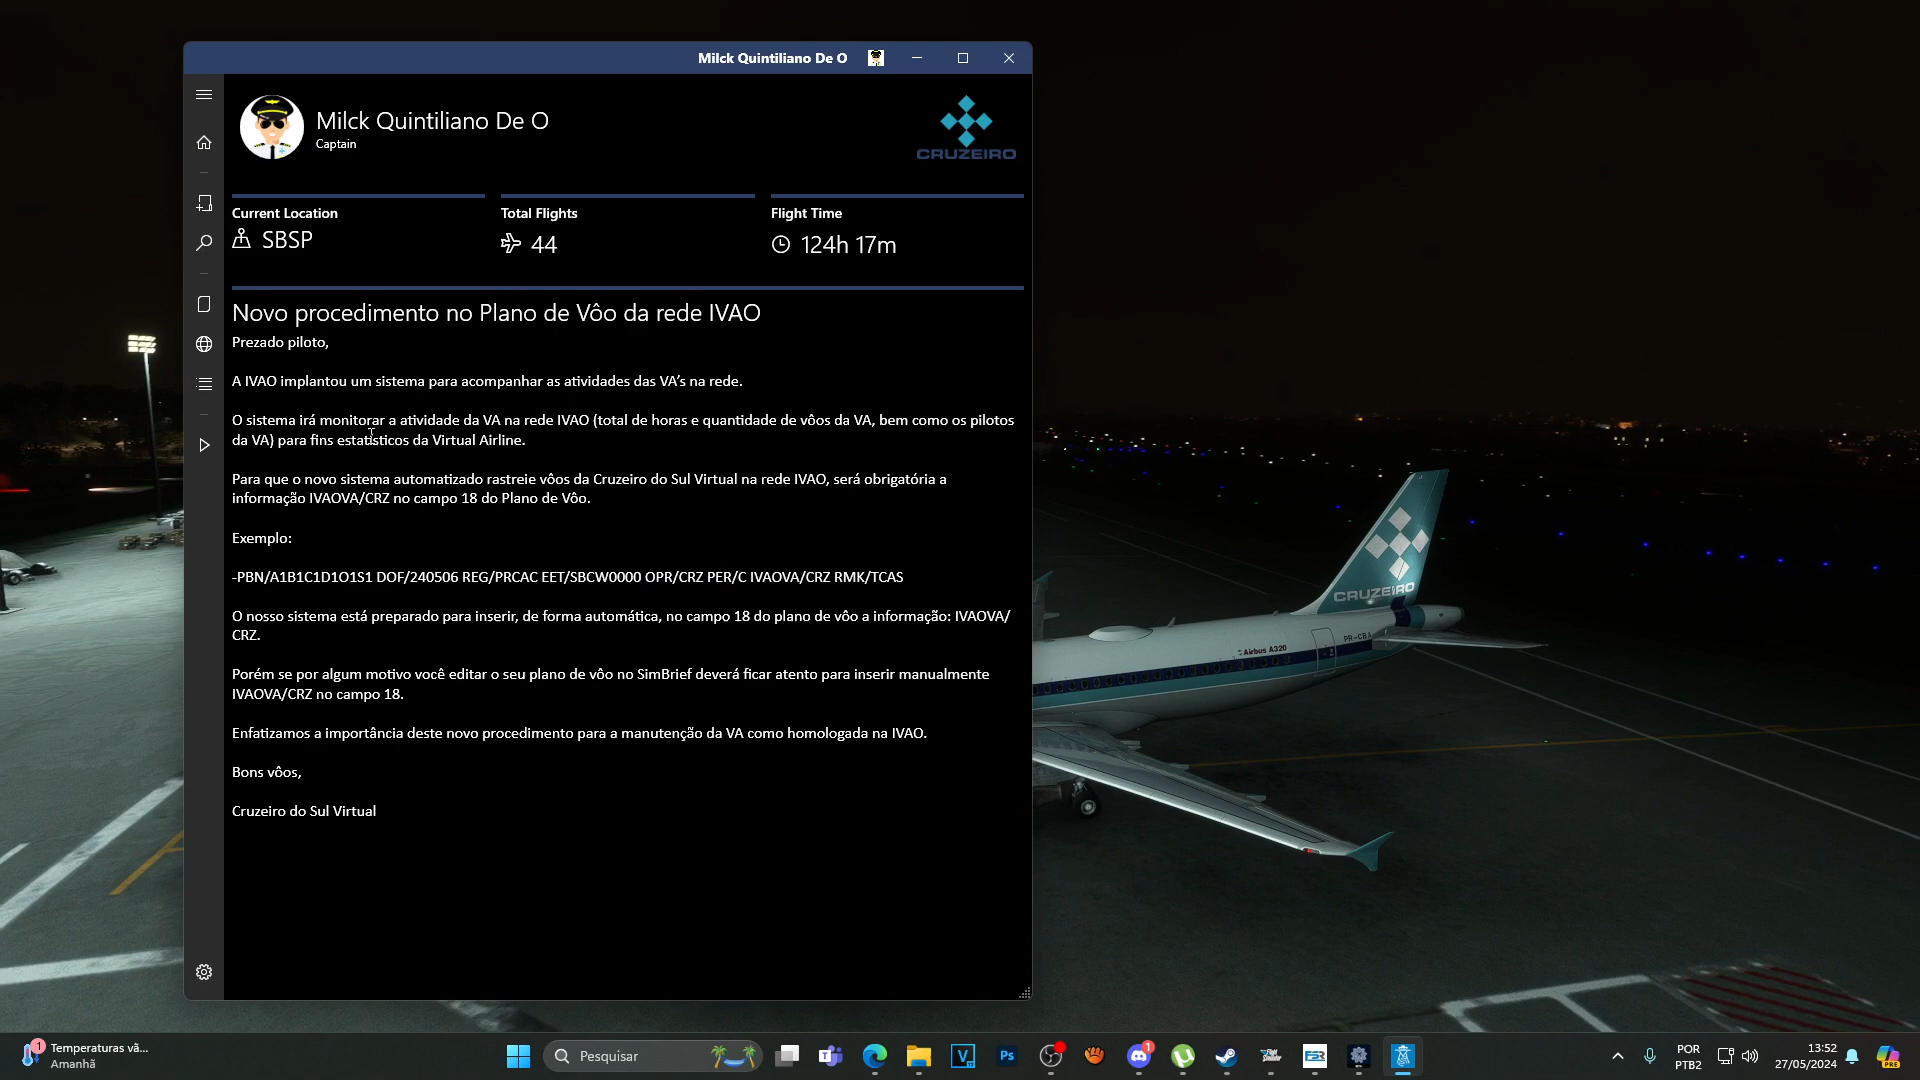 Milck Quintiliano De O
Milck Quintiliano De O
Captain
CRUZEIRO
Current Location
SBSP
Total Flights
44
Flight Time
124h 17m
Novo procedimento no Plano de Vôo da rede IVAO
Prezado piloto,
A IVAO implantou um sistema para acompanhar as atividades das VA’s na rede.
O sistema irá monitorar a atividade da VA na rede IVAO (total de horas e quantidade de vôos da VA, bem como os pilotos
da VA) para fins estatísticos da Virtual Airline.
Para que o novo sistema automatizado rastreie vôos da Cruzeiro do Sul Virtual na rede IVAO, será obrigatória a
informação IVAOVA/CRZ no campo 18 do Plano de Vôo.
Exemplo:
-PBN/A1B1C1D1O1S1 DOF/240506 REG/PRCAC EET/SBCW0000 OPR/CRZ PER/C IVAOVA/CRZ RMK/TCAS
O nosso sistema está preparado para inserir, de forma automática, no campo 18 do plano de vôo a informação: IVAOVA/
CRZ.
Porém se por algum motivo você editar o seu plano de vôo no SimBrief deverá ficar atento para inserir manualmente
IVAOVA/CRZ no campo 18.
Enfatizamos a importância deste novo procedimento para a manutenção da VA como homologada na IVAO.
Bons vôos,
Cruzeiro do Sul Virtual
CRUZEIRO
PR-CBA
Airbus A320
1
Temperaturas vã...
Amanhã
Pesquisar
V
Ps
1
FSR
POR
PTB2
13:52
27/05/2024
PRE